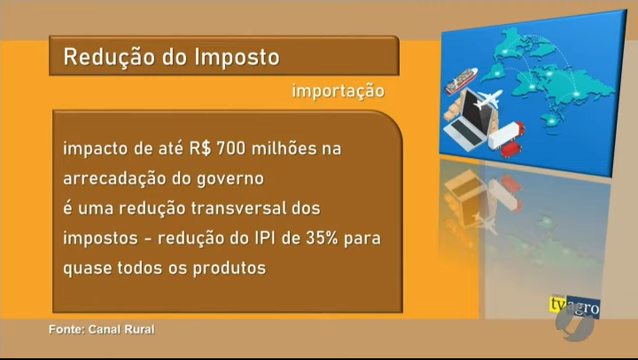 Redução do Imposto
importação
impacto de até R$ 700 milhões na
arrecadação do governo
é uma redução transversal dos
impostos - redução do IPI de 35% para
quase todos os produtos
tvagro
Fonte: Canal Rural